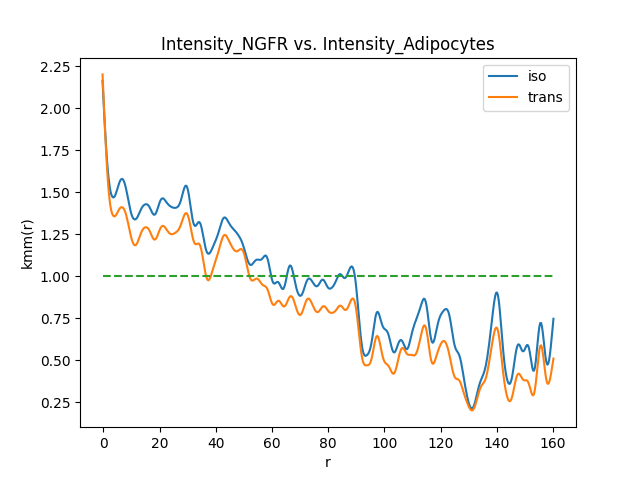 Intensity_NGFR vs. Intensity_Adipocytes
iso
trans
kmm(r)
2.25
2.00
1.75
1.50
1.25
1.00
0.75
0.50
0.25
0 20 40 60 80 100 120 140 160
r